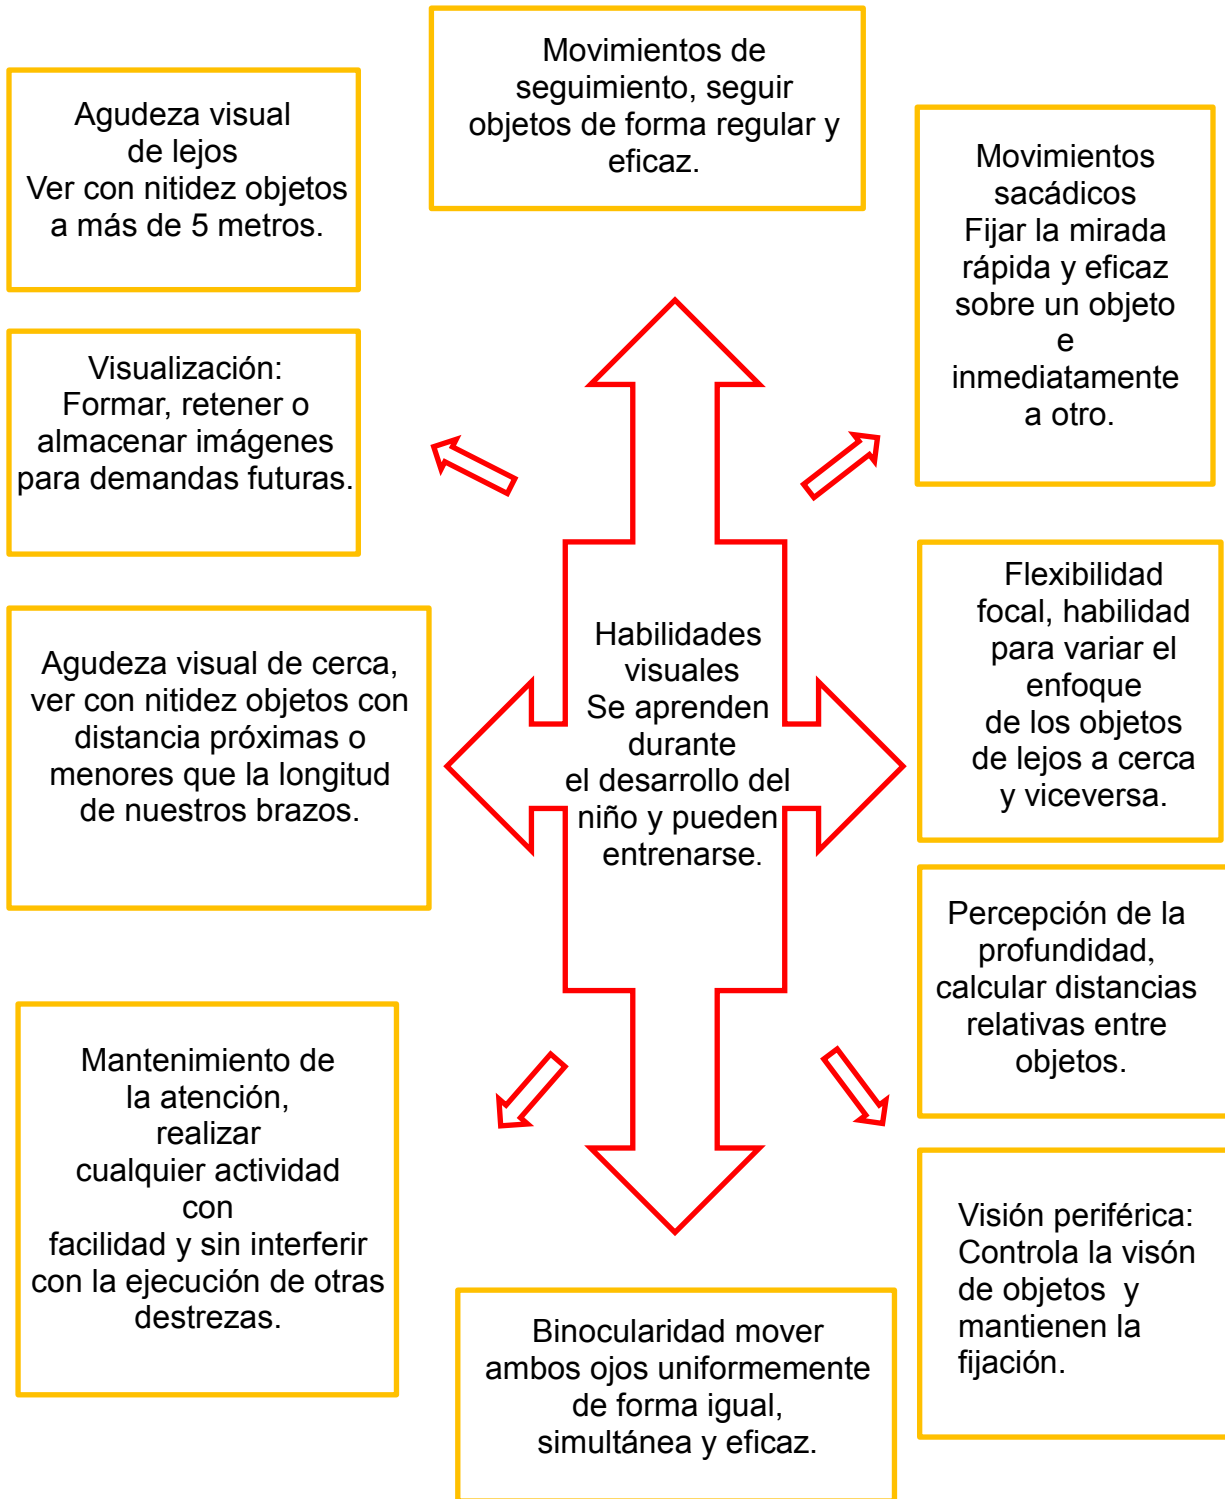 Movimientos de
seguimiento, seguir
objetos de forma regular y
eficaz.
Agudeza visual
de lejos
Ver con nitidez objetos
a más de 5 metros.
Movimientos
sacádicos
Fijar la mirada
rápida y eficaz
sobre un objeto
e
inmediatamente
a otro.
Visualización:
Formar, retener o
almacenar imágenes
para demandas futuras.
Flexibilidad
focal, habilidad
para variar el
enfoque
de los objetos
de lejos a cerca
y viceversa.
Habilidades
visuales
Se aprenden
durante
el desarrollo del
niño y pueden
entrenarse.
Agudeza visual de cerca,
ver con nitidez objetos con
distancia próximas o
menores que la longitud
de nuestros brazos.
Percepción de la
profundidad,
calcular distancias
relativas entre
objetos.
Mantenimiento de
la atención,
realizar
cualquier actividad
con
facilidad y sin interferir
con la ejecución de otras
destrezas.
Visión periférica:
Controla la visón
de objetos  y
mantienen la
fijación.
Binocularidad mover
ambos ojos uniformemente
de forma igual,
simultánea y eficaz.